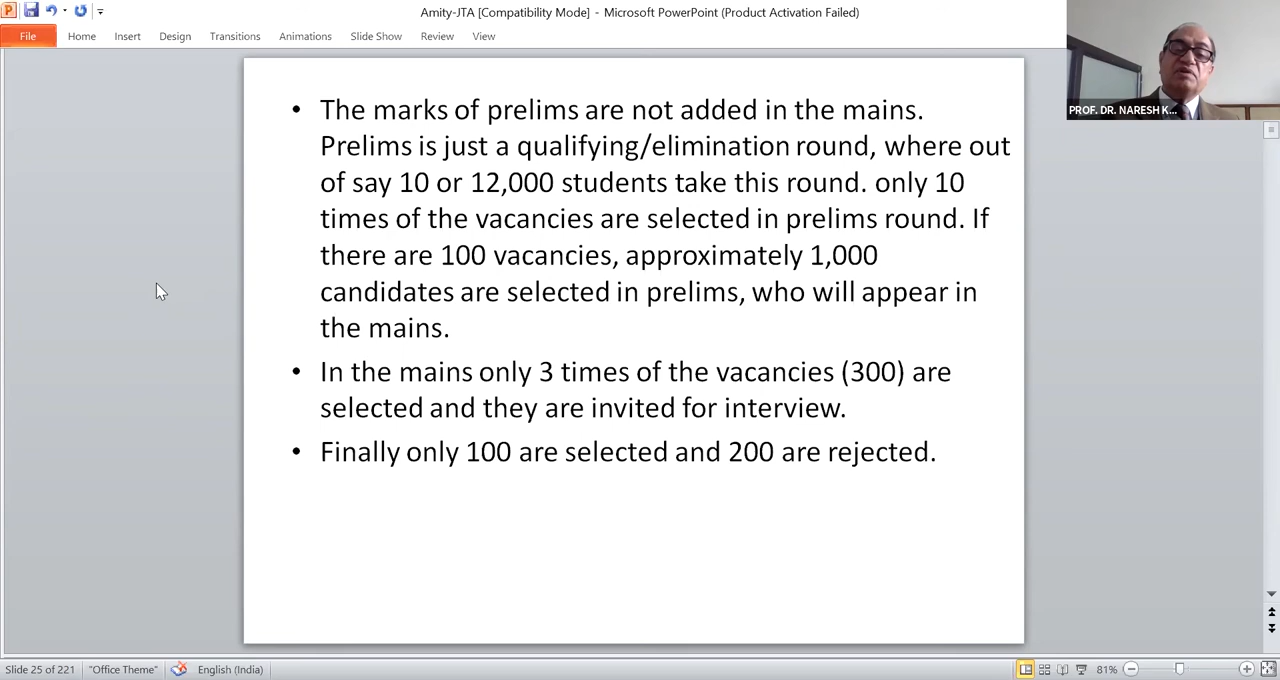 Amity-JTA [Compatibility Mode] - Microsoft PowerPoint (Product Activation Failed)
File Home Insert Design Transitions Animations Slide Show Review View
PROF. DR. NARESH K...
• The marks of prelims are not added in the mains.
Prelims is just a qualifying/elimination round, where out
of say 10 or 12,000 students take this round. only 10
times of the vacancies are selected in prelims round. If
there are 100 vacancies, approximately 1,000
candidates are selected in prelims, who will appear in
the mains.
• In the mains only 3 times of the vacancies (300) are
selected and they are invited for interview.
• Finally only 100 are selected and 200 are rejected.
Slide 25 of 221 "Office Theme" English (India) 81%